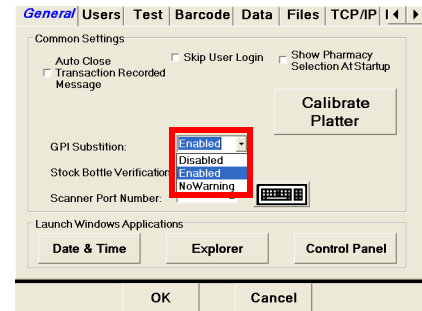 General Users Test Barcode Data Files TCP/IP
Common Settings
Auto Close
Transaction Recorded
Message
Skip User Login
Show Pharmacy
Selection At Startup
Calibrate
Platter
GPI Substition:
Enabled
Disabled
Enabled
NoWarning
Stock Bottle Verification
Scanner Port Number:
Launch Windows Applications
Date & Time
Explorer
Control Panel
OK
Cancel